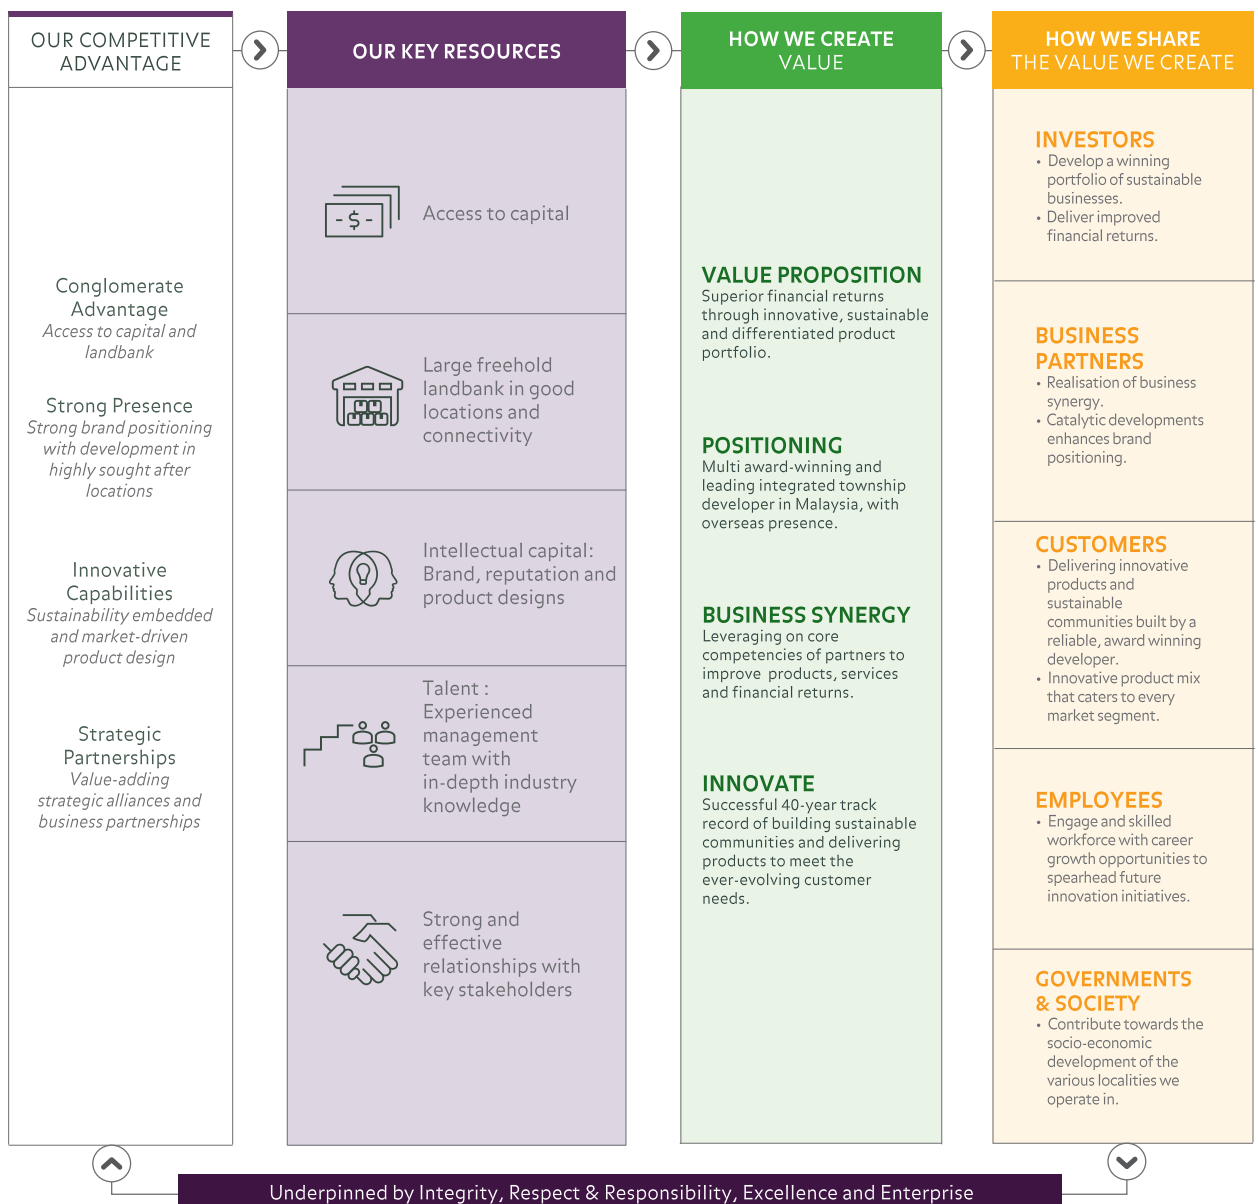 OUR COMPETITIVE
ADVANTAGE
Conglomerate
Advantage
Access to capital and
landbank
Strong Presence
Strong brand positioning
with development in
highly sought after
locations
Innovative
Capabilities
Sustainability embedded
and market-driven
product design
Strategic
Partnerships
Value-adding
strategic alliances and
business partnerships
OUR KEY RESOURCES
- $ -
Access to capital
Large freehold
landbank in good
locations and
connectivity
Intellectual capital:
Brand, reputation and
product designs
Talent :
Experienced
management
team with
in-depth industry
knowledge
Strong and
effective
relationships with
key stakeholders
HOW WE CREATE
VALUE
VALUE PROPOSITION
Superior financial returns
through innovative, sustainable
and differentiated product
portfolio.
POSITIONING
Multi award-winning and
leading integrated township
developer in Malaysia, with
overseas presence.
BUSINESS SYNERGY
Leveraging on core
competencies of partners to
improve products, services
and financial returns.
INNOVATE
Successful 40-year track
record of building sustainable
communities and delivering
products to meet the
ever-evolving customer
needs.
HOW WE SHARE
THE VALUE WE CREATE
INVESTORS
• Develop a winning
portfolio of sustainable
businesses.
• Deliver improved
financial returns.
BUSINESS
PARTNERS
• Realisation of business
synergy.
• Catalytic developments
enhances brand
positioning.
CUSTOMERS
• Delivering innovative
products and
sustainable
communities built by a
reliable, award winning
developer.
• Innovative product mix
that caters to every
market segment.
EMPLOYEES
• Engage and skilled
workforce with career
growth opportunities to
spearhead future
innovation initiatives.
GOVERNMENTS
& SOCIETY
• Contribute towards the
socio-economic
development of the
various localities we
operate in.
Underpinned by Integrity, Respect & Responsibility, Excellence and Enterprise